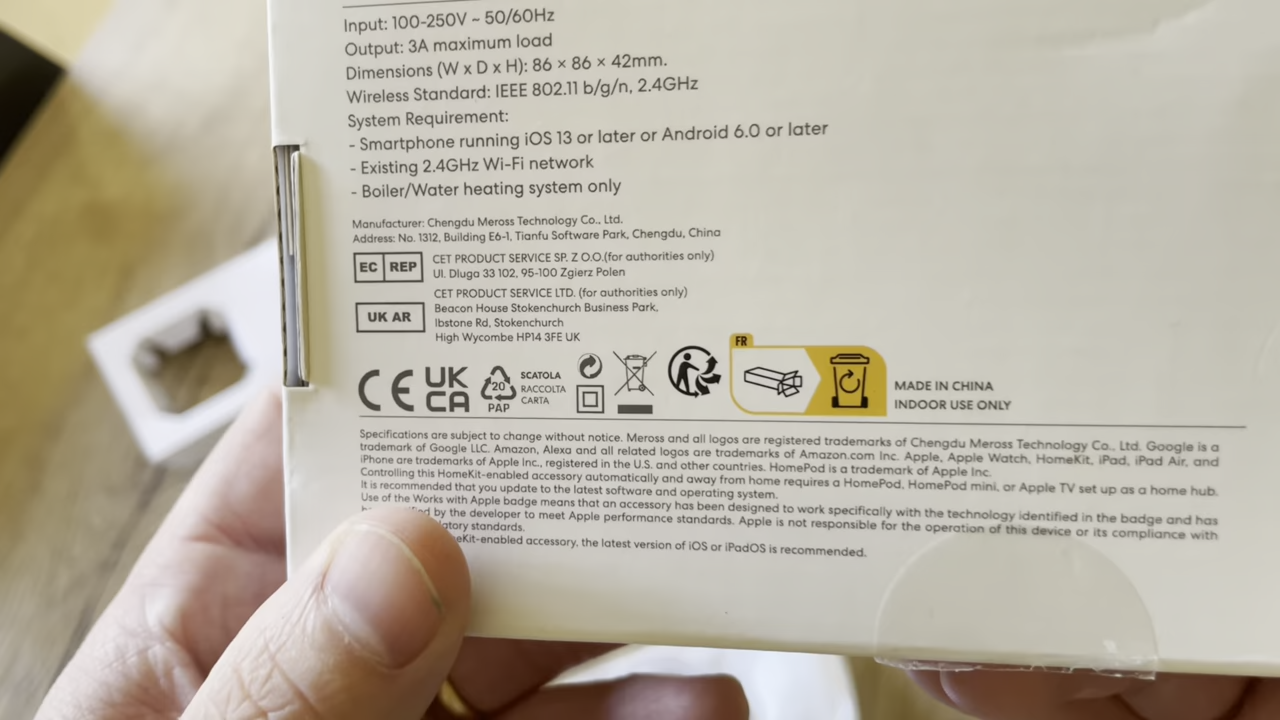 Input: 100-250V ~ 50/60Hz
Output: 3A maximum load
Dimensions (W x D x H): 86 × 86 × 42mm.
Wireless Standard: IEEE 802.11 b/g/n, 2.4GHz
System Requirement:
- Smartphone running iOS 13 or later or Android 6.0 or later
- Existing 2.4GHz Wi-Fi network
- Boiler/Water heating system only
Manufacturer: Chengdu Meross Technology Co., Ltd.
Address: No. 1312, Building E6-1, Tianfu Software Park, Chengdu, China
EC REP
CET PRODUCT SERVICE SP. Z O.O.(for authorities only)
Ul. Dluga 33 102, 95-100 Zgierz Polen
UK AR
CET PRODUCT SERVICE LTD. (for authorities only)
Beacon House Stokenchurch Business Park,
Ibstone Rd, Stokenchurch
High Wycombe HP14 3FE UK
CE
UK
CA
20
PAP
SCATOLA
RACCOLTA
CARTA
FR
MADE IN CHINA
INDOOR USE ONLY
Specifications are subject to change without notice. Meross and all logos are registered trademarks of Chengdu Meross Technology Co., Ltd. Google is a
trademark of Google LLC. Amazon, Alexa and all related logos are trademarks of Amazon.com Inc. Apple, Apple Watch, HomeKit, iPad, iPad Air, and
iPhone are trademarks of Apple Inc., registered in the U.S. and other countries. HomePod is a trademark of Apple Inc.
Controlling this HomeKit-enabled accessory automatically and away from home requires a HomePod, HomePod mini, or Apple TV set up as a home hub.
It is recommended that you update to the latest software and operating system.
Use of the Works with Apple badge means that an accessory has been designed to work specifically with the technology identified in the badge and has
by the developer to meet Apple performance standards. Apple is not responsible for the operation of this device or its compliance with
standards.
eKit-enabled accessory, the latest version of iOS or iPadOS is recommended.